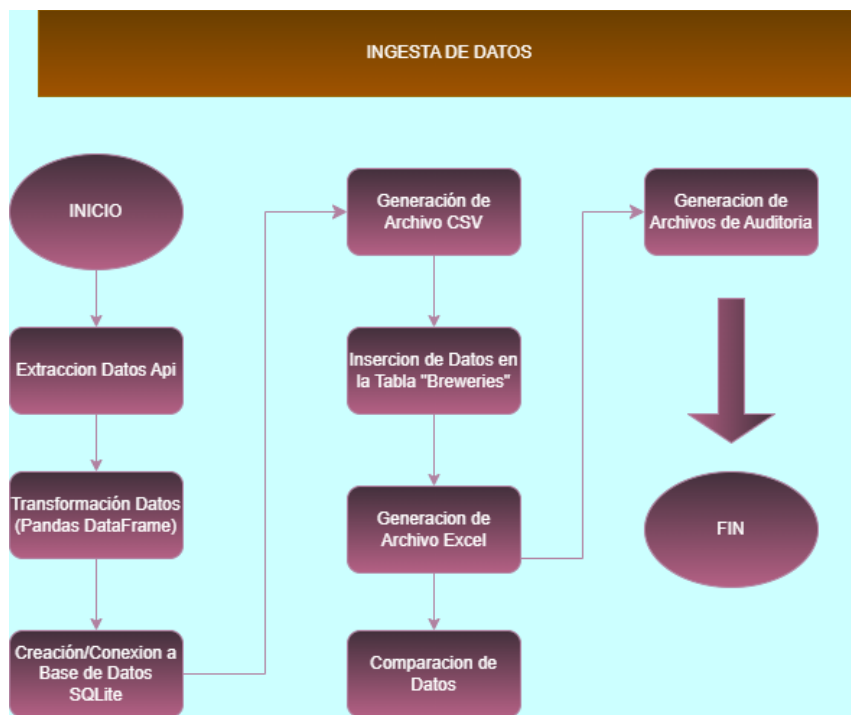 INGESTA DE DATOS
INICIO
Extraccion Datos Api
Transformación Datos
(Pandas DataFrame)
Creación/Conexion a
Base de Datos
SQLite
Generación de
Archivo CSV
Insercion de Datos en
la Tabla "Breweries"
Generacion de
Archivo Excel
Comparacion de
Datos
Generacion de
Archivos de Auditoria
FIN